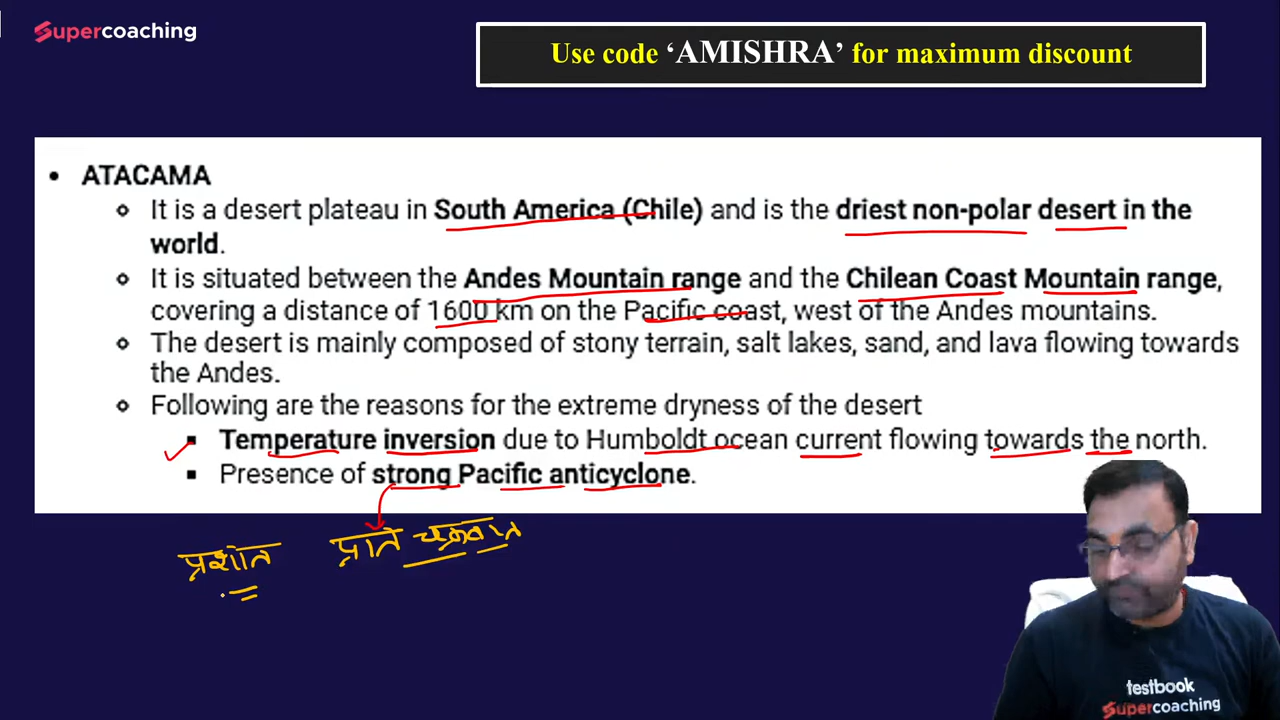 Supercoaching
Use code ‘AMISHRA’ for maximum discount
• ATACAMA
It is a desert plateau in South America (Chile) and is the driest non-polar desert in the
world.
It is situated between the Andes Mountain range and the Chilean Coast Mountain range,
covering a distance of 1600 km on the Pacific coast, west of the Andes mountains.
The desert is mainly composed of stony terrain, salt lakes, sand, and lava flowing towards
the Andes.
Following are the reasons for the extreme dryness of the desert
Temperature inversion due to Humboldt ocean current flowing towards the north.
Presence of strong Pacific anticyclone.
प्रशांत प्रति चक्रवात
testbook
Supercoaching